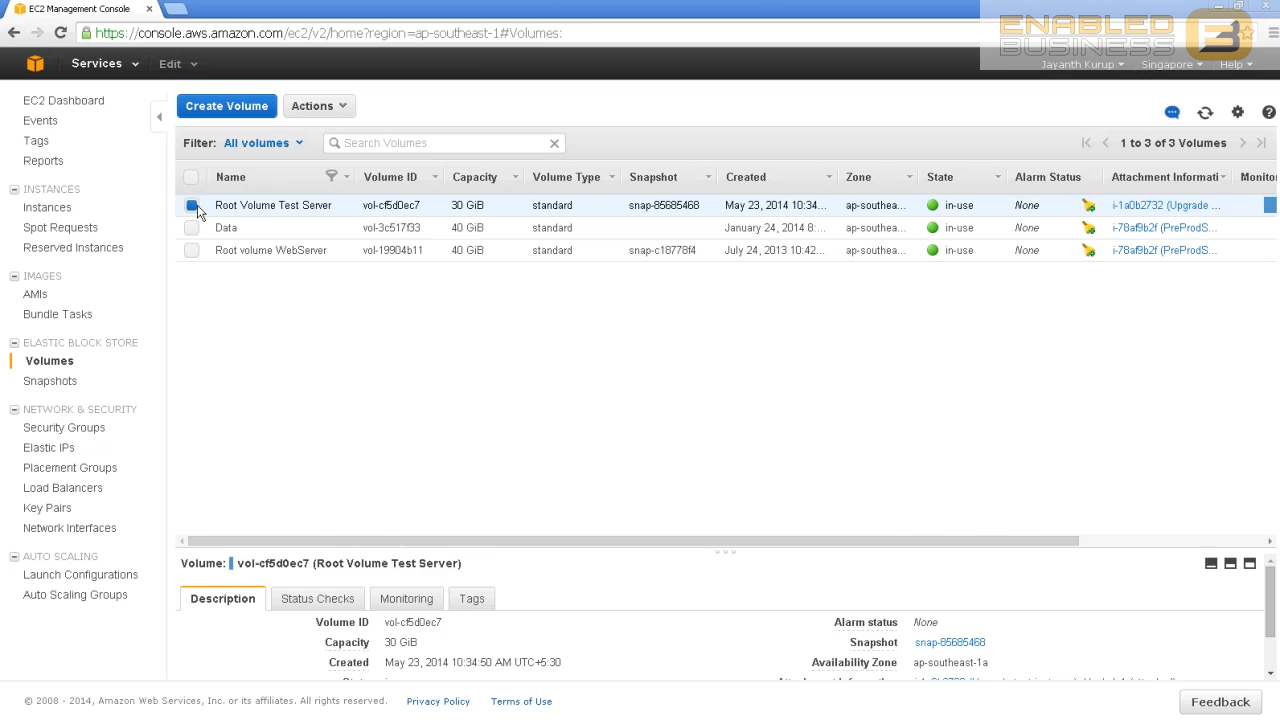 EC2 Management Console
https://console.aws.amazon.com/ec2/v2/home?region=ap-southeast-1#Volumes:
ENABLED
BUSINESS
Services Edit Jayanth Kurup Singapore Help
EC2 Dashboard
Events
Tags
Reports
INSTANCES
Instances
Spot Requests
Reserved Instances
IMAGES
AMIs
Bundle Tasks
ELASTIC BLOCK STORE
Volumes
Snapshots
NETWORK & SECURITY
Security Groups
Elastic IPs
Placement Groups
Load Balancers
Key Pairs
Network Interfaces
AUTO SCALING
Launch Configurations
Auto Scaling Groups
Create Volume Actions
Filter: All volumes Search Volumes 1 to 3 of 3 Volumes
Name Volume ID Capacity Volume Type Snapshot Created Zone State Alarm Status Attachment Informati Monito
Root Volume Test Server vol-cf5d0ec7 30 GiB standard snap-85685468 May 23, 2014 10:34... ap-southea... in-use None i-1a0b2732 (Upgrade ...
Data vol-3c517f33 40 GiB standard January 24, 2014 8:... ap-southea... in-use None i-78af9b2f (PreProdS...
Root volume WebServer vol-19904b11 40 GiB standard snap-c18778f4 July 24, 2013 10:42... ap-southea... in-use None i-78af9b2f (PreProdS...
Volume: vol-cf5d0ec7 (Root Volume Test Server)
Description Status Checks Monitoring Tags
Volume ID vol-cf5d0ec7 Alarm status None
Capacity 30 GiB Snapshot snap-85685468
Created May 23, 2014 10:34:50 AM UTC+5:30 Availability Zone ap-southeast-1a
© 2008 - 2014, Amazon Web Services, Inc. or its affiliates. All rights reserved. Privacy Policy Terms of Use Feedback